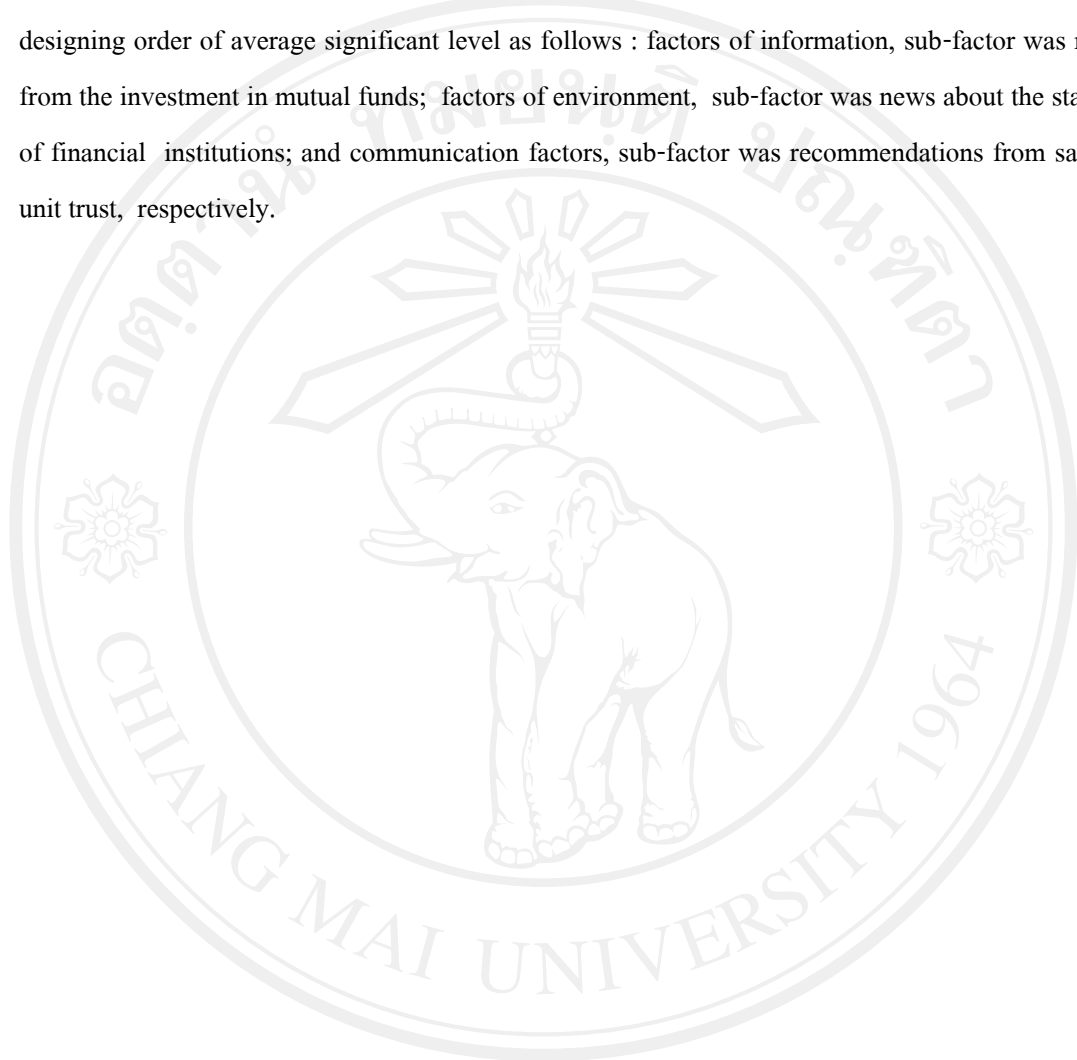 designing order of average significant level as follows : factors of information, sub-factor was
from the investment in mutual funds; factors of environment, sub-factor was news about the
of financial institutions; and communication factors, sub-factor was recommendations from
unit trust, respectively.
CHIANG MAI UNIVERSITY 1964